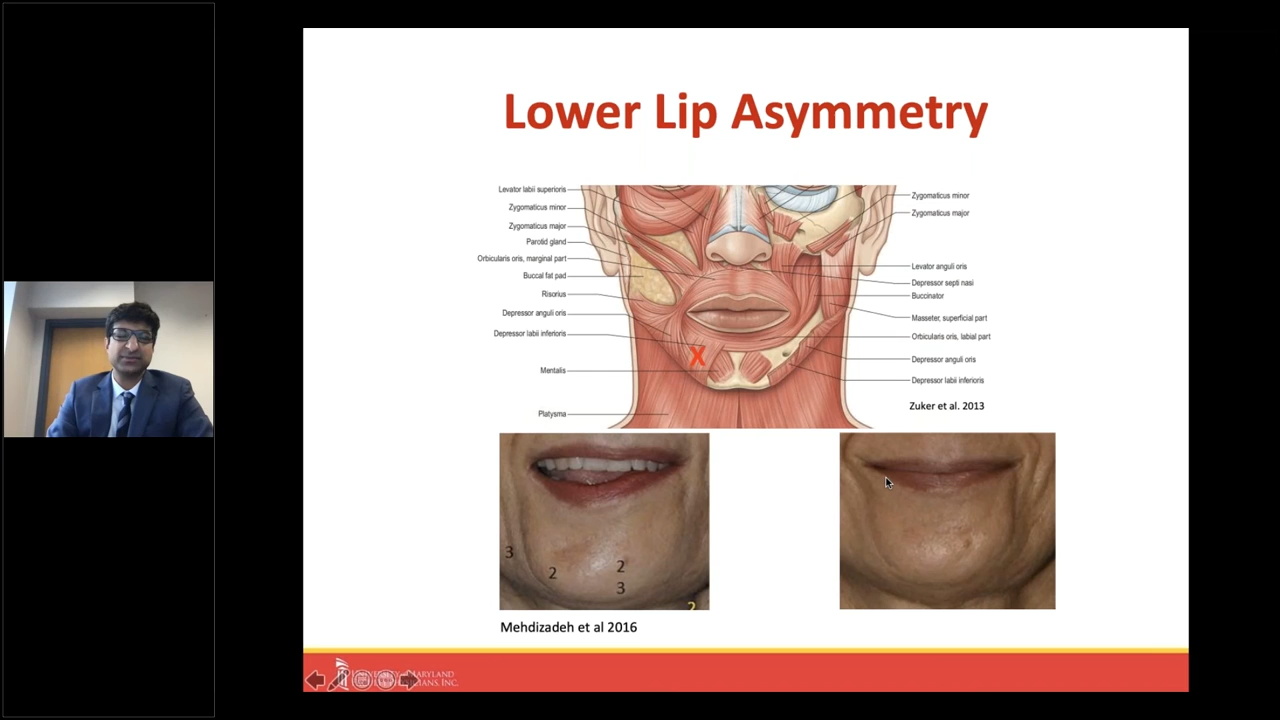 Lower Lip Asymmetry
Levator labii superioris
Zygomaticus minor
Zygomaticus major
Parotid gland
Orbicularis oris, marginal part
Buccal fat pad
Risorius
Depressor anguli oris
Depressor labii inferioris
Mentalis
Platysma
X
Zygomaticus minor
Zygomaticus major
Levator anguli oris
Depressor septi nasi
Buccinator
Masseter, superficial part
Orbicularis oris, labial part
Depressor anguli oris
Depressor labii inferioris
Zuker et al. 2013
3
2
2
3
2
Mehdizadeh et al 2016